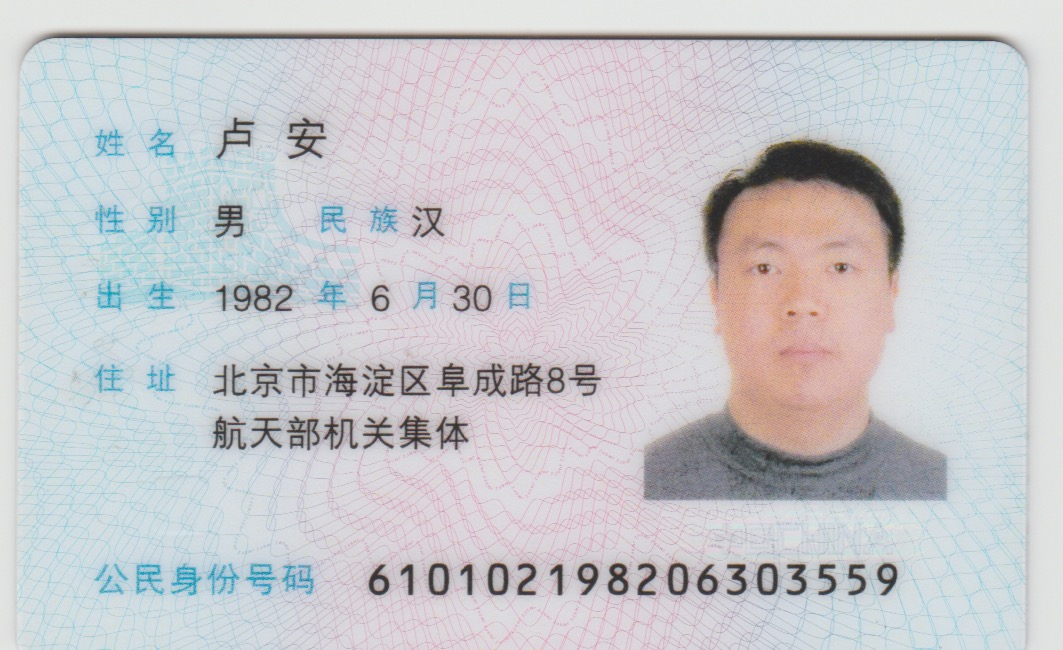 姓名 卢安
性别 男 民族 汉
出生 1982 年 6 月 30 日
住址 北京市海淀区阜成路8号
航天部机关集体
公民身份号码 610102198206303559